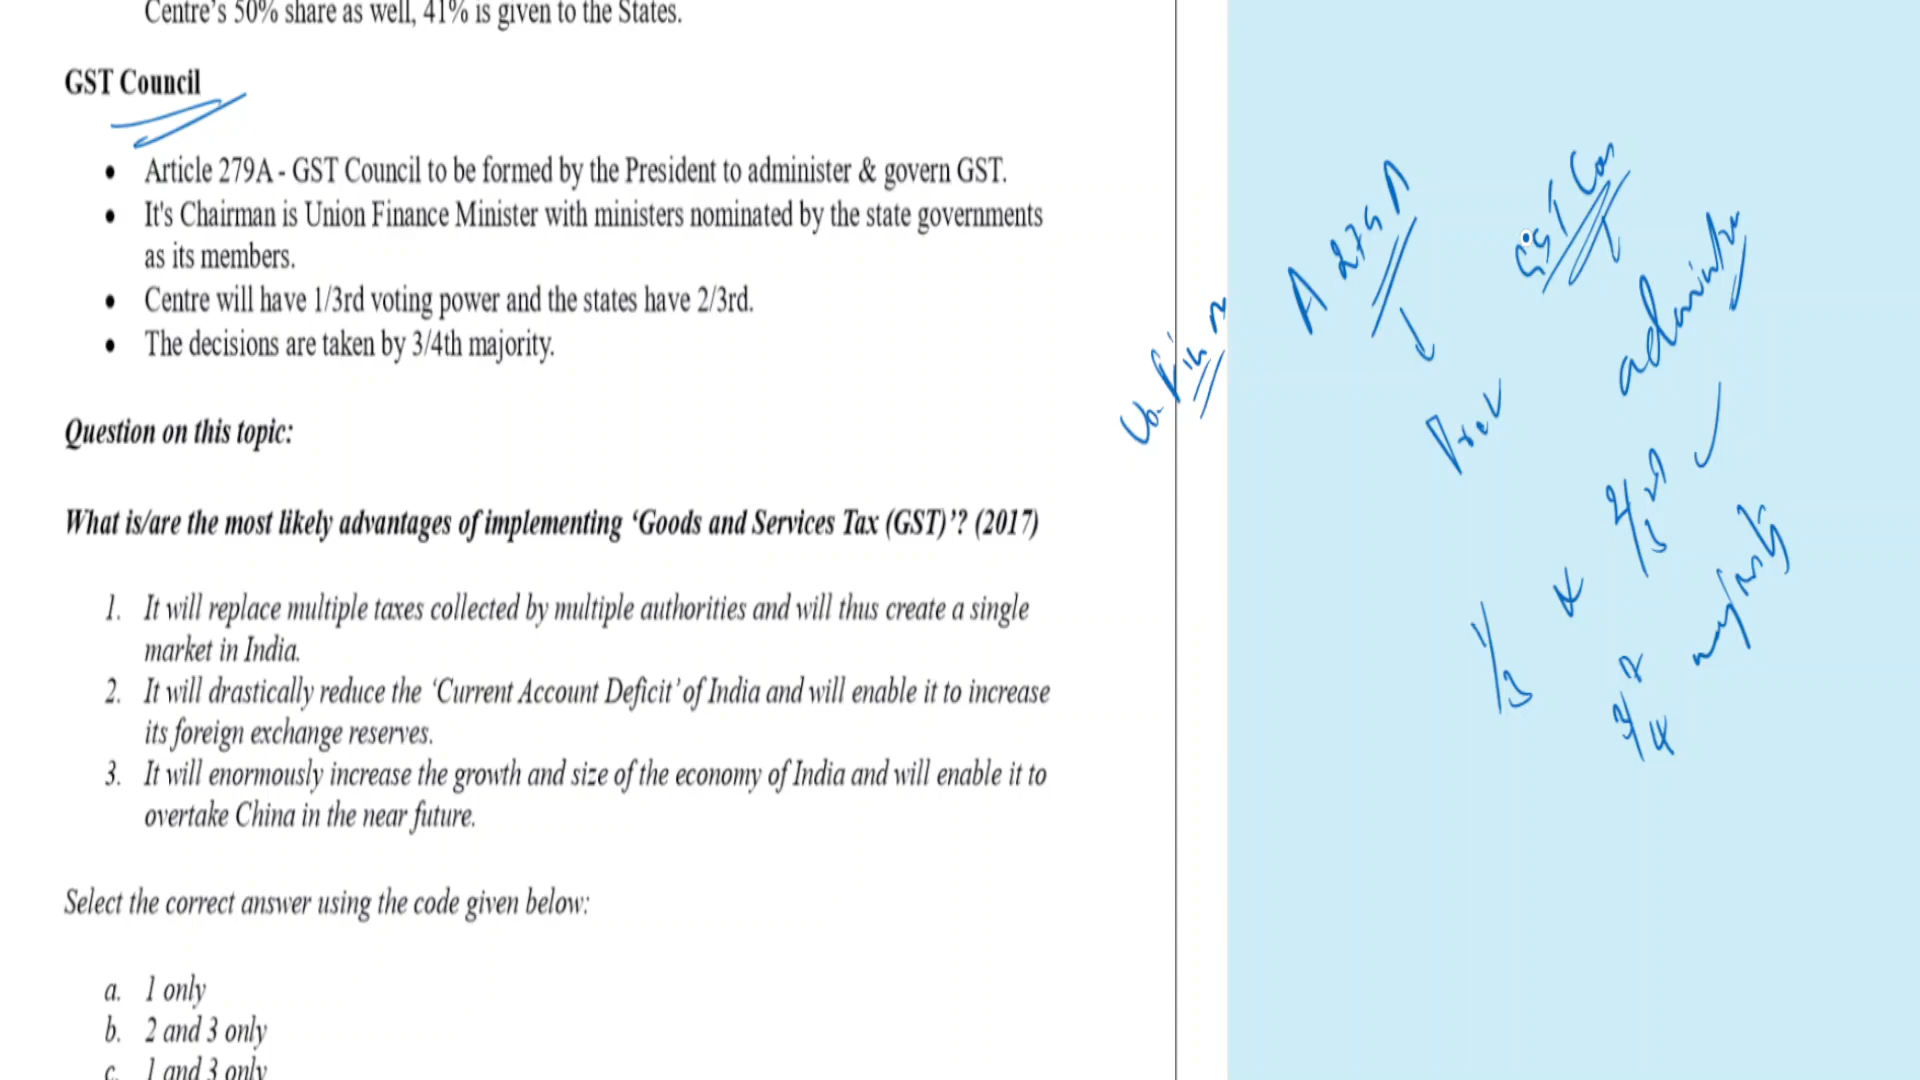 Centre's 50% share as well, 41% is given to the States.
GST Council
• Article 279A - GST Council to be formed by the President to administer & govern GST.
• It's Chairman is Union Finance Minister with ministers nominated by the state governments
as its members.
• Centre will have 1/3rd voting power and the states have 2/3rd.
• The decisions are taken by 3/4th majority.
Question on this topic:
What is/are the most likely advantages of implementing ‘Goods and Services Tax (GST)’? (2017)
1. It will replace multiple taxes collected by multiple authorities and will thus create a single
market in India.
2. It will drastically reduce the ‘Current Account Deficit’ of India and will enable it to increase
its foreign exchange reserves.
3. It will enormously increase the growth and size of the economy of India and will enable it to
overtake China in the near future.
Select the correct answer using the code given below:
a. 1 only
b. 2 and 3 only
c. 1 and 3 only
A 279 A
GST Cou
1/3
3/4
majority